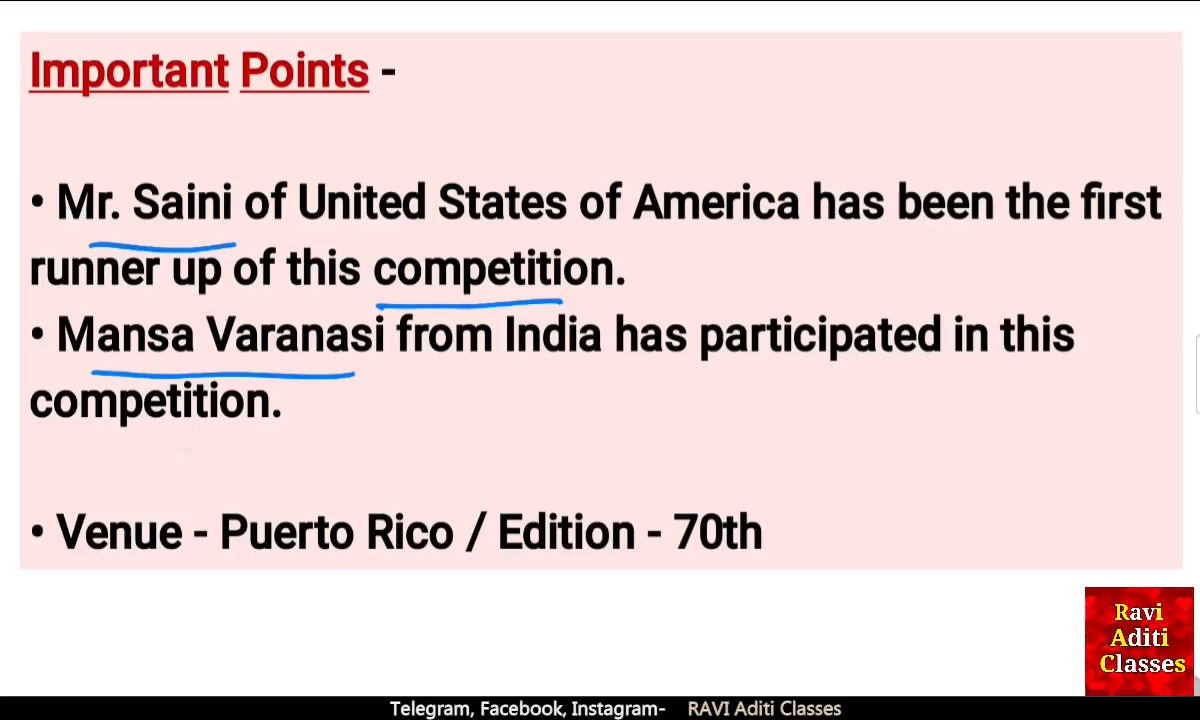 Important Points -
• Mr. Saini of United States of America has been the first
runner up of this competition.
• Mansa Varanasi from India has participated in this
competition.
• Venue - Puerto Rico / Edition - 70th
Ravi
Aditi
Classes
Telegram, Facebook, Instagram- RAVI Aditi Classes